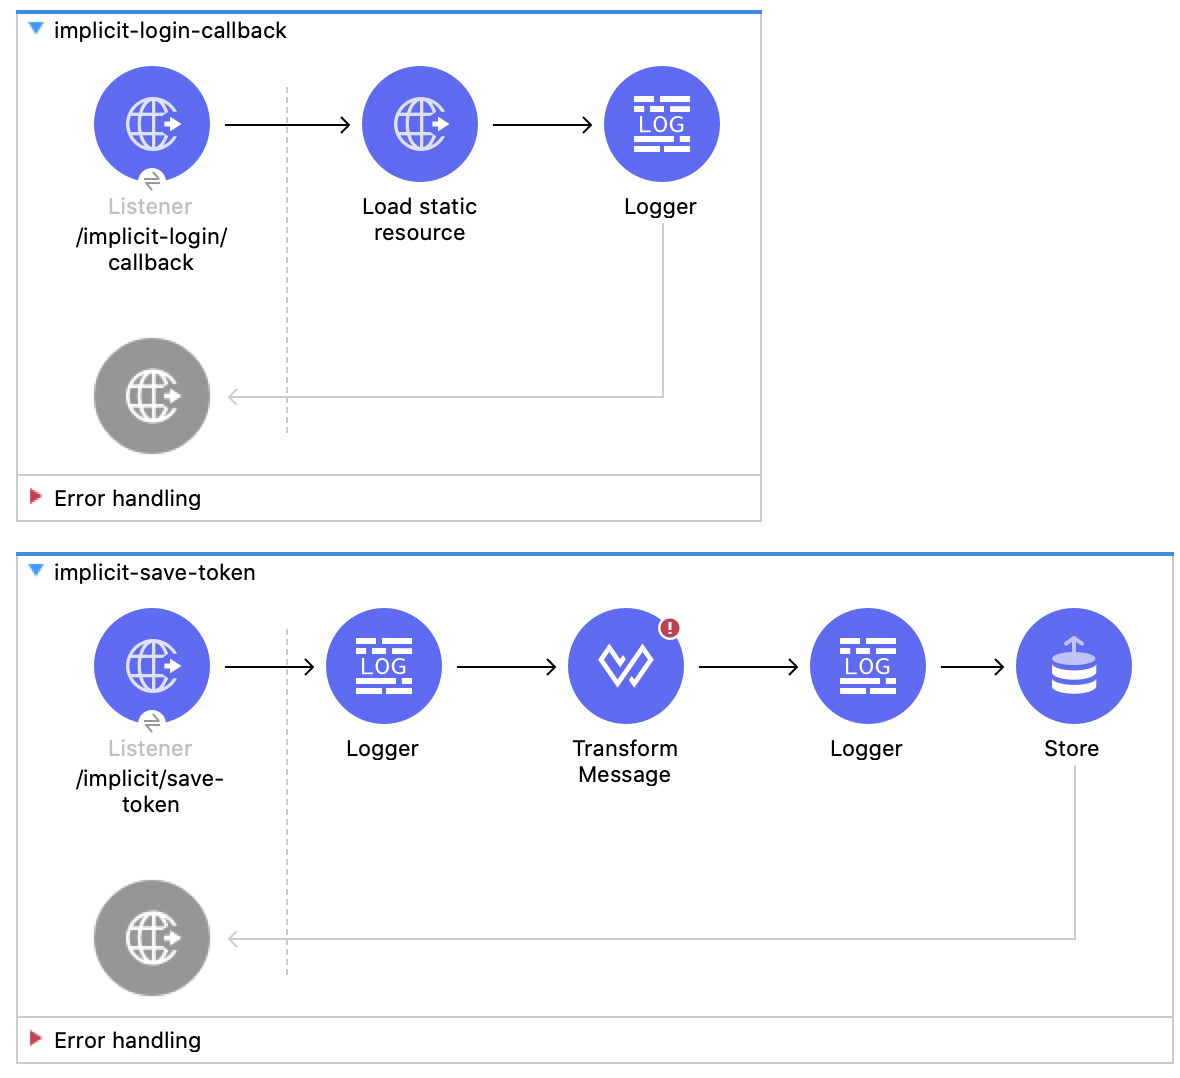 implicit-login-callback
LOG
Listener
/implicit-login/
callback
Load static
resource
Logger
Error handling
implicit-save-token
LOG
!
LOG
Listener
/implicit/save-
token
Logger
Transform
Message
Logger
Store
Error handling